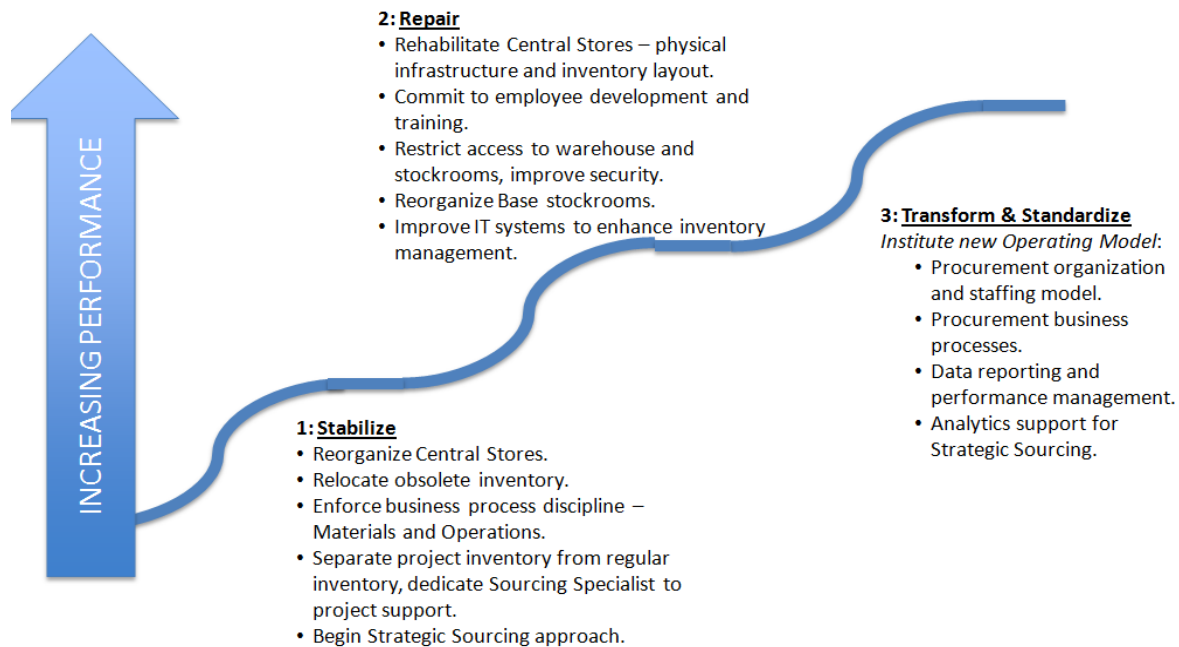 INCREASING PERFORMANCE
2: Repair
• Rehabilitate Central Stores – physical
infrastructure and inventory layout.
• Commit to employee development and
training.
• Restrict access to warehouse and
stockrooms, improve security.
• Reorganize Base stockrooms.
• Improve IT systems to enhance inventory
management.
1: Stabilize
• Reorganize Central Stores.
• Relocate obsolete inventory.
• Enforce business process discipline –
Materials and Operations.
• Separate project inventory from regular
inventory, dedicate Sourcing Specialist to
project support.
• Begin Strategic Sourcing approach.
3: Transform & Standardize
Institute new Operating Model:
• Procurement organization
and staffing model.
• Procurement business
processes.
• Data reporting and
performance management.
• Analytics support for
Strategic Sourcing.